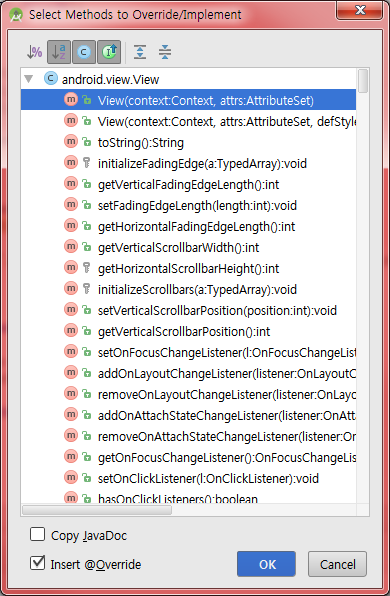 Select Methods to Override/Implement
android.view.View
View(context:Context, attrs:AttributeSet)
View(context:Context, attrs:AttributeSet, defStyle
toString():String
initializeFadingEdge(a:TypedArray):void
getVerticalFadingEdgeLength():int
setFadingEdgeLength(length:int):void
getHorizontalFadingEdgeLength():int
getVerticalScrollbarWidth():int
getHorizontalScrollbarHeight():int
initializeScrollbars(a:TypedArray):void
setVerticalScrollbarPosition(position:int):void
getVerticalScrollbarPosition():int
setOnFocusChangeListener(l:OnFocusChangeList
addOnLayoutChangeListener(listener:OnLayoutC
removeOnLayoutChangeListener(listener:OnLayo
addOnAttachStateChangeListener(listener:OnAtt
removeOnAttachStateChangeListener(listener:On
getOnFocusChangeListener():OnFocusChangeLis
setOnClickListener(l:OnClickListener):void
hasOnClickListeners():boolean
Copy JavaDoc
Insert @Override
OK
Cancel